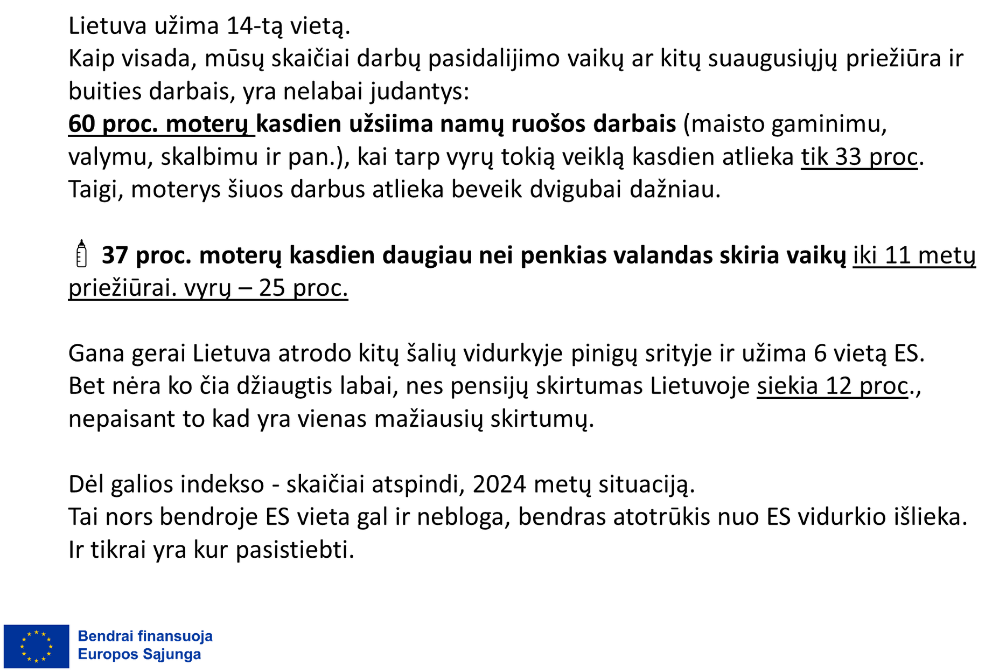 Lietuva užima 14-tą vietą.
Kaip visada, mūsų skaičiai darbų pasidalijimo vaikų ar kitų suaugusiųjų priežiūra ir
buities darbais, yra nelabai judantys:
60 proc. moterų kasdien užsiima namų ruošos darbais (maisto gaminimu,
valymu, skalbimu ir pan.), kai tarp vyrų tokią veiklą kasdien atlieka tik 33 proc.
Taigi, moterys šiuos darbus atlieka beveik dvigubai dažniau.
37 proc. moterų kasdien daugiau nei penkias valandas skiria vaikų iki 11 metų
priežiūrai. vyrų – 25 proc.
Gana gerai Lietuva atrodo kitų šalių vidurkyje pinigų srityje ir užima 6 vietą ES.
Bet nėra ko čia džiaugtis labai, nes pensijų skirtumas Lietuvoje siekia 12 proc.,
nepaisant to kad yra vienas mažiausių skirtumų.
Dėl galios indekso - skaičiai atspindi, 2024 metų situaciją.
Tai nors bendroje ES vieta gal ir nebloga, bendras atotrūkis nuo ES vidurkio išlieka.
Ir tikrai yra kur pasistiebti.
Bendrai finansuoja
Europos Sąjunga